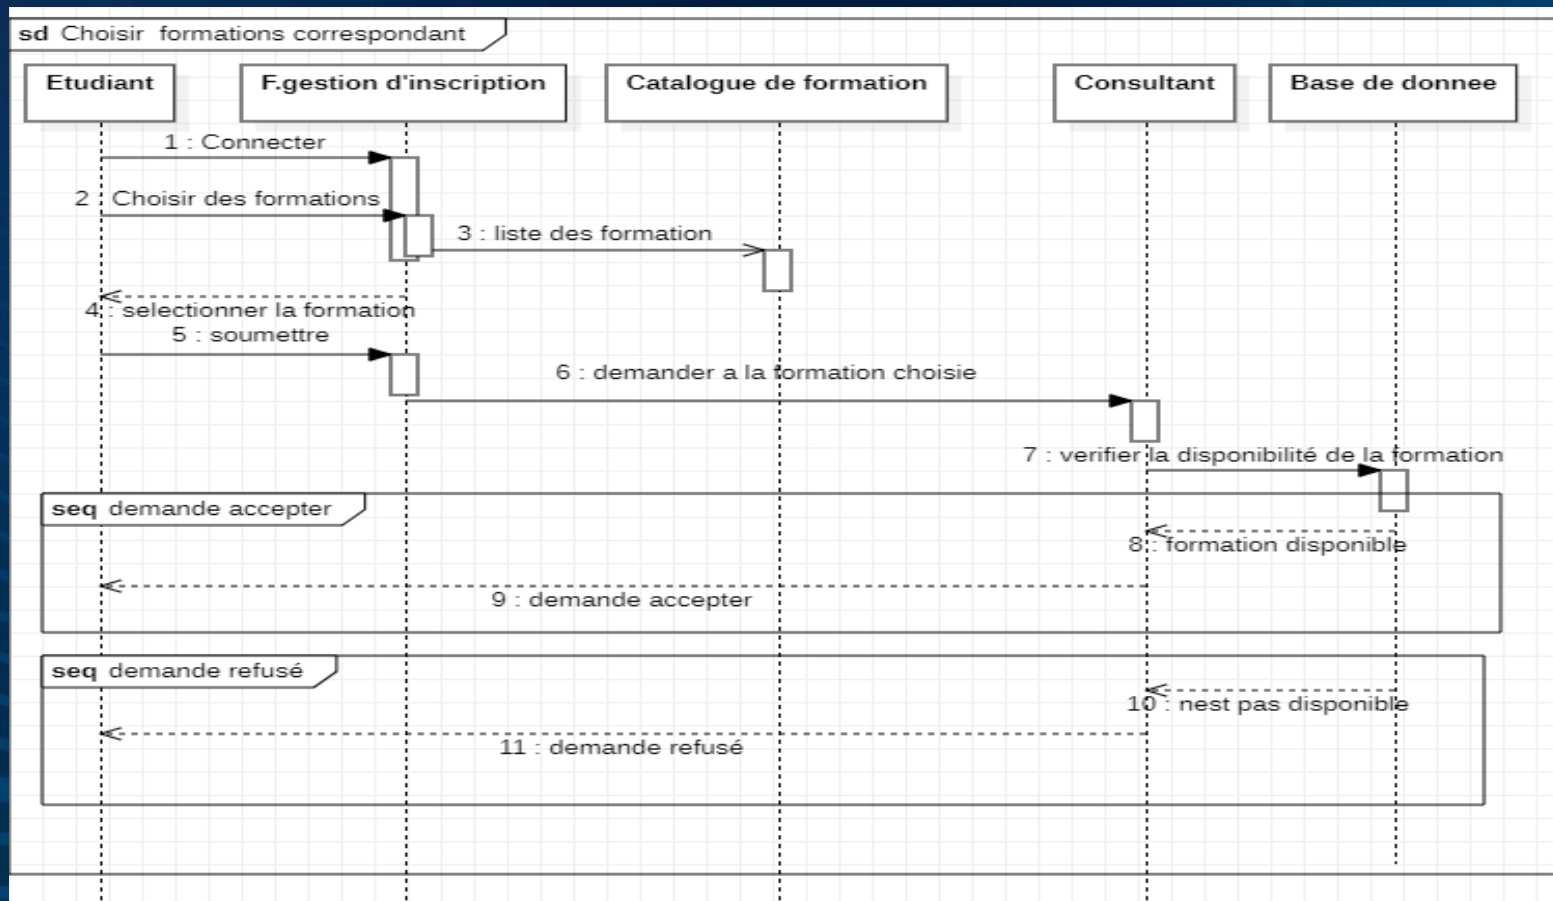 sd Choisir formations correspondant
Etudiant
F.gestion d'inscription
Catalogue de formation
Consultant
Base de donnee
1 : Connecter
2 : Choisir des formations
3 : liste des formation
4 : selectionner la formation
5 : soumettre
6 : demander a la formation choisie
7 : verifier la disponibilité de la formation
seq demande accepter
8 : formation disponible
9 : demande accepter
seq demande refusé
10 : nest pas disponible
11 : demande refusé